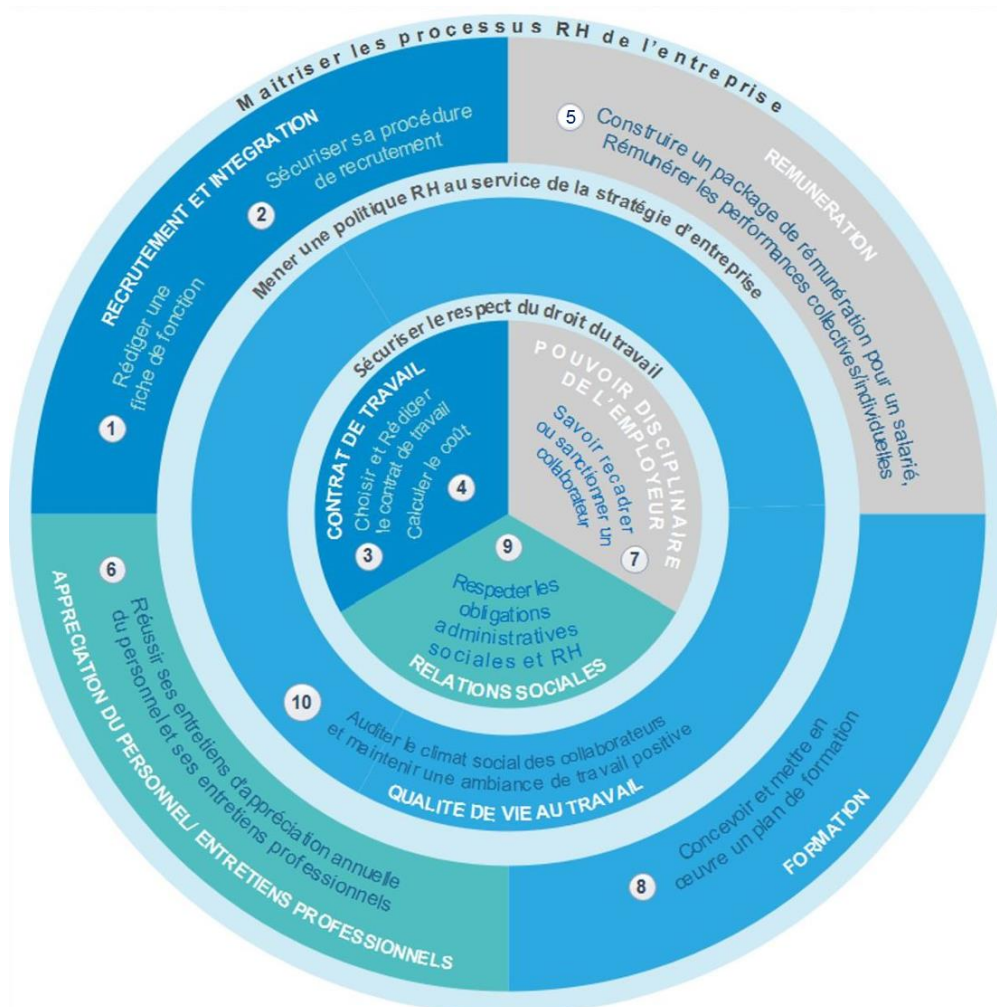 Maitriser les processus RH de l'entreprise
RECRUTEMENT ET INTEGRATION
1
Rédiger une
fiche de fonction
2
Sécuriser sa procédure
de recrutement
REMUNERATION
5
Construire un package de rémunération pour un salarié,
Rémunérer les performances collectives/individuelles
Mener une politique RH au service de la stratégie d'entreprise
Sécuriser le respect du droit du travail
CONTRAT DE TRAVAIL
3
Choisir et Rédiger
le contrat de travail
Calculer le coût
4
POUVOIR DISCIPLINAIRE
DE L'EMPLOYEUR
Savoir recadrer
ou sanctionner un
collaborateur
7
9
Respecter les
obligations
administratives
sociales et RH
RELATIONS SOCIALES
10
Auditer le climat social des collaborateurs
et maintenir une ambiance de travail positive
QUALITE DE VIE AU TRAVAIL
6
Réussir ses entretiens d'appréciation annuelle
du personnel et ses entretiens professionnels
APPRECIATION DU PERSONNEL/ ENTRETIENS PROFESSIONNELS
8
Concevoir et mettre en
œuvre un plan de formation
FORMATION